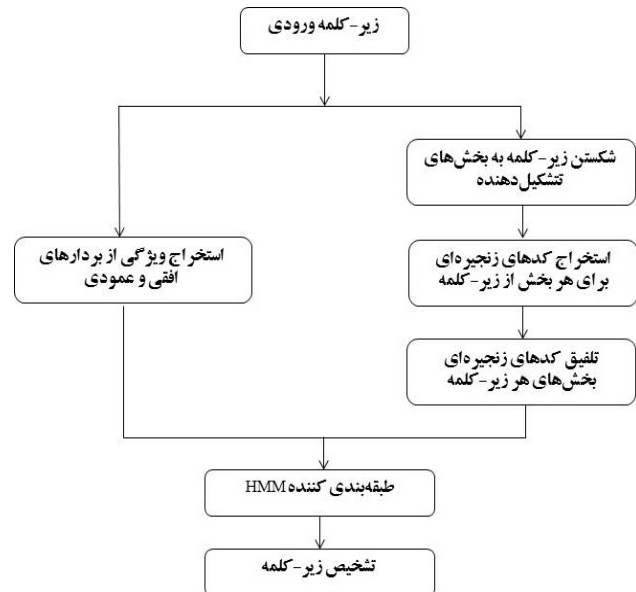 زیر-کلمه ورودی
شکستن زیر-کلمه به بخش‌های
تتشکیل‌دهنده
استخراج ویژگی از بردارهای
افقی و عمودی
استخراج کدهای زنجیره‌ای
برای هر بخش از زیر-کلمه
تلفیق کدهای زنجیره‌ای
بخش‌های هر زیر-کلمه
طبقه‌بندی کننده HMM
تشخیص زیر-کلمه